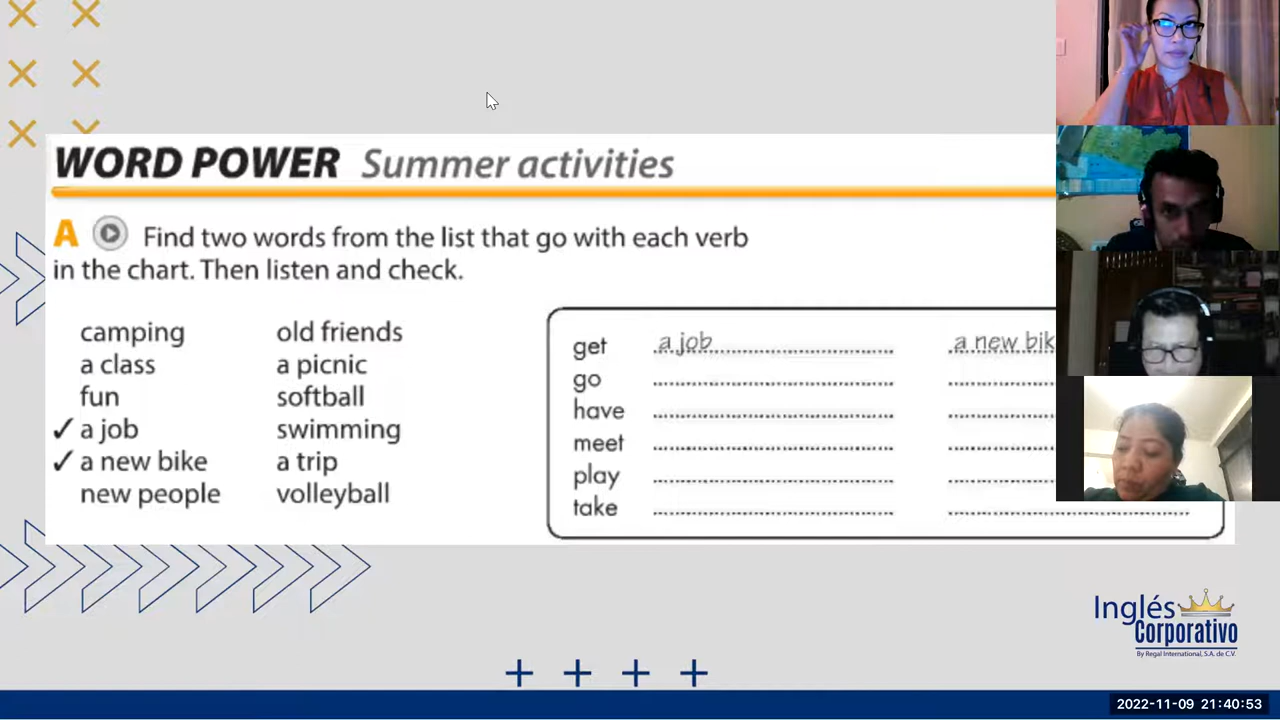 WORD POWER Summer activities
A Find two words from the list that go with each verb
in the chart. Then listen and check.
camping
a class
fun
✓ a job
✓ a new bike
new people
old friends
a picnic
softball
swimming
a trip
volleyball
get a job a new bik
go
have
meet
play
take
Inglés
Corporativo
By Regal International, S.A. de C.V.
2022-11-09 21:40:53